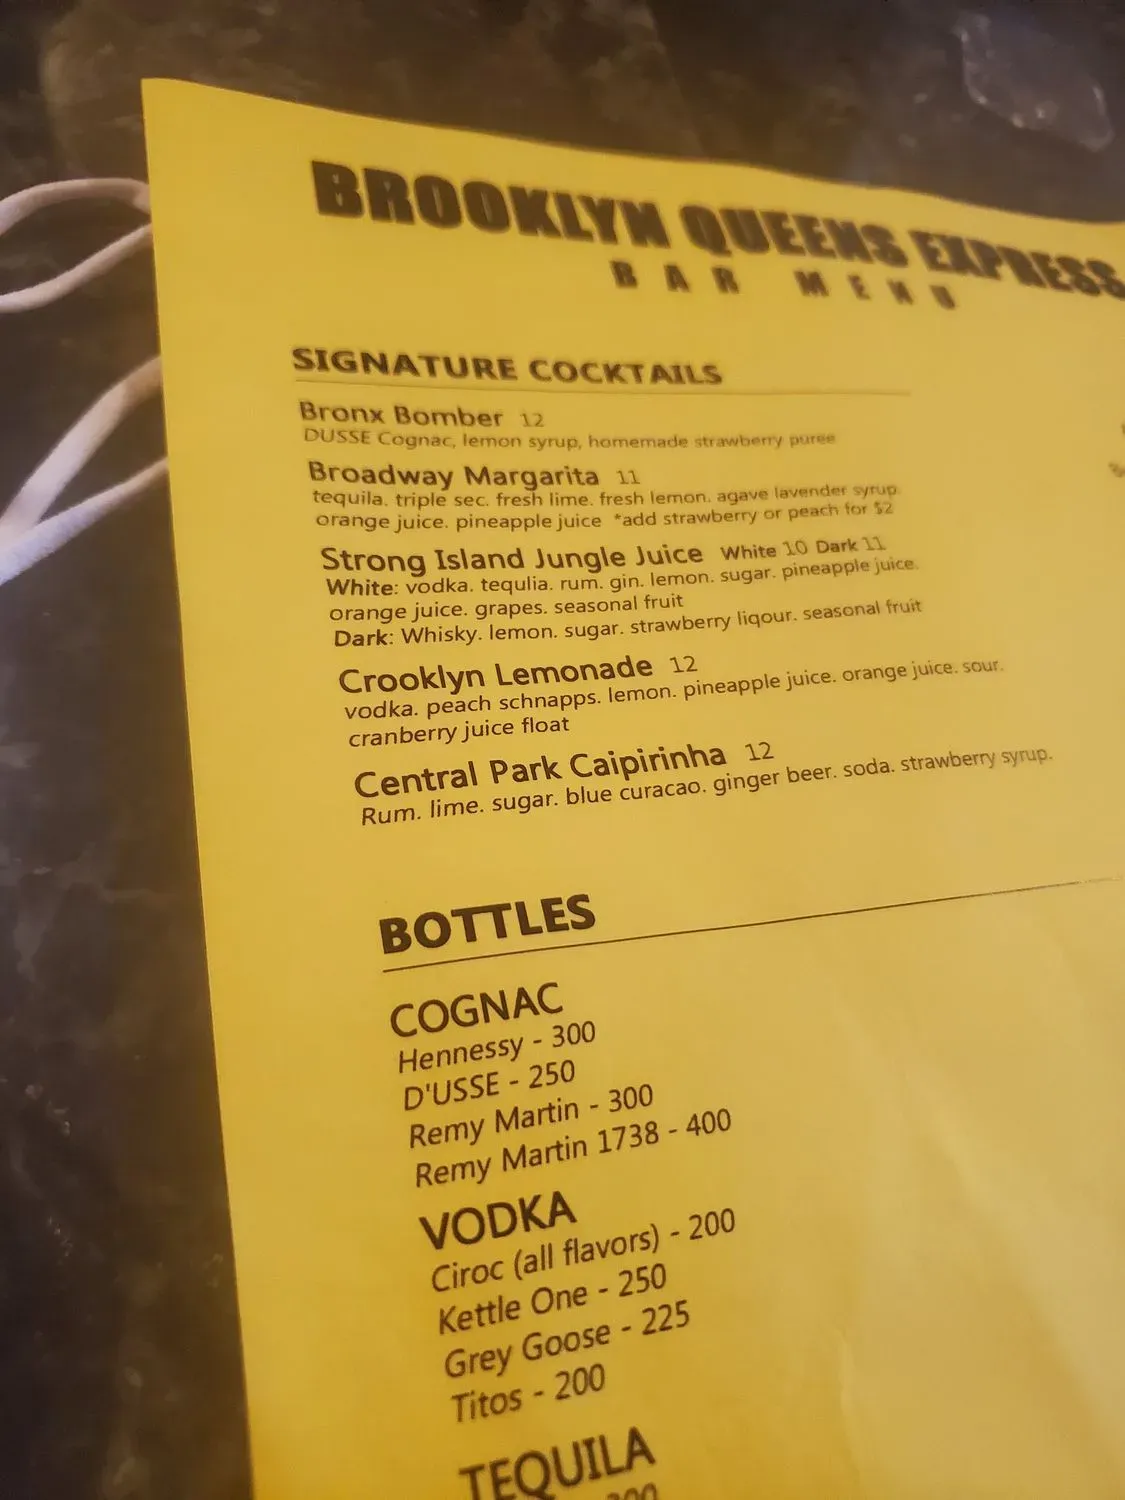 BROOKLYN QUEENS EXPRESS
BAR MENU
SIGNATURE COCKTAILS
Bronx Bomber 12
DUSSE Cognac, lemon syrup, homemade strawberry puree
Broadway Margarita 11
tequila. triple sec. fresh lime. fresh lemon. agave lavender syrup.
orange juice. pineapple juice *add strawberry or peach for $2
Strong Island Jungle Juice White 10 Dark 11
White: vodka. tequlia. rum. gin. lemon. sugar. pineapple juice.
orange juice. grapes. seasonal fruit
Dark: Whisky. lemon. sugar. strawberry liqour. seasonal fruit
Crooklyn Lemonade 12
vodka. peach schnapps. lemon. pineapple juice. orange juice. sour.
cranberry juice float
Central Park Caipirinha 12
Rum. lime. sugar. blue curacao. ginger beer. soda. strawberry syrup.
BOTTLES
COGNAC
Hennessy - 300
D'USSE - 250
Remy Martin - 300
Remy Martin 1738 - 400
VODKA
Ciroc (all flavors) - 200
Kettle One - 250
Grey Goose - 225
Titos - 200
TEQUILA